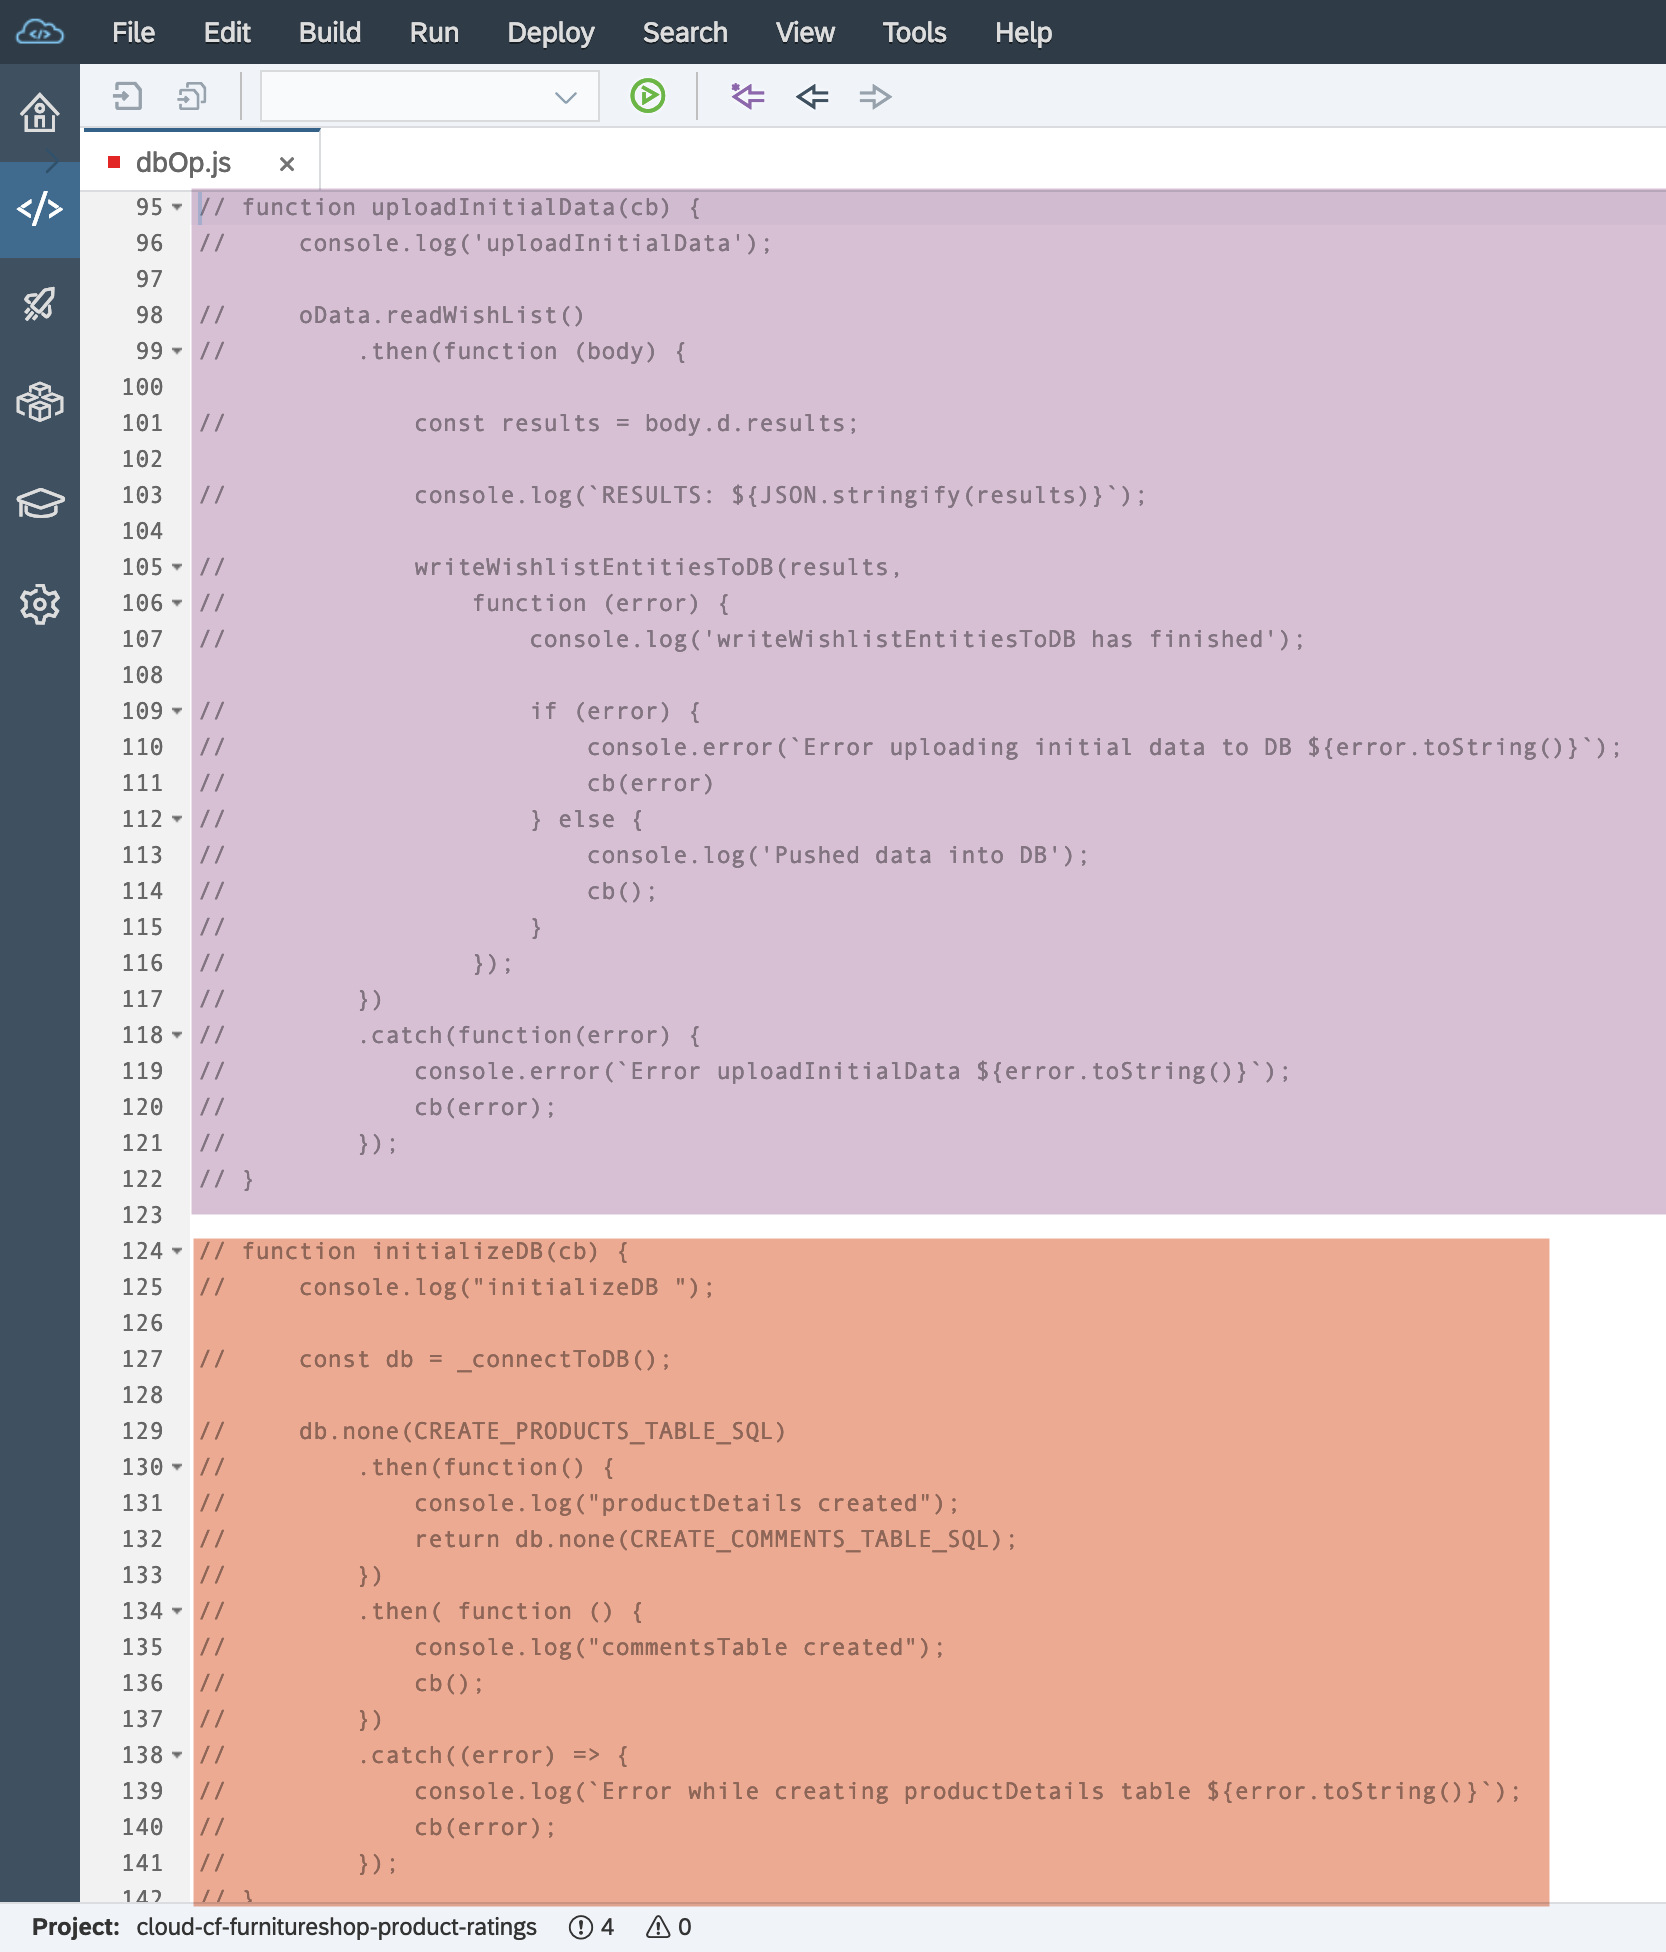 File Edit Build Run Deploy Search View Tools Help
dbOp.js ×
95 // function uploadInitialData(cb) {
96 //     console.log('uploadInitialData');
97
98 //     oData.readWishList()
99 //         .then(function (body) {
100
101 //             const results = body.d.results;
102
103 //             console.log(`RESULTS: ${JSON.stringify(results)}`);
104
105 //             writeWishlistEntitiesToDB(results,
106 //                 function (error) {
107 //                     console.log('writeWishlistEntitiesToDB has finished');
108
109 //                     if (error) {
110 //                         console.error(`Error uploading initial data to DB ${error.toString()}`);
111 //                         cb(error)
112 //                     } else {
113 //                         console.log('Pushed data into DB');
114 //                         cb();
115 //                     }
116 //                 });
117 //         })
118 //         .catch(function(error) {
119 //             console.error(`Error uploadInitialData ${error.toString()}`);
120 //             cb(error);
121 //         });
122 // }
123
124 // function initializeDB(cb) {
125 //     console.log("initializeDB ");
126
127 //     const db = _connectToDB();
128
129 //     db.none(CREATE_PRODUCTS_TABLE_SQL)
130 //         .then(function() {
131 //             console.log("productDetails created");
132 //             return db.none(CREATE_COMMENTS_TABLE_SQL);
133 //         })
134 //         .then( function () {
135 //             console.log("commentsTable created");
136 //             cb();
137 //         })
138 //         .catch((error) => {
139 //             console.log(`Error while creating productDetails table ${error.toString()}`);
140 //             cb(error);
141 //         });
142 // }
Project: cloud-cf-furnitureshop-product-ratings 4 0